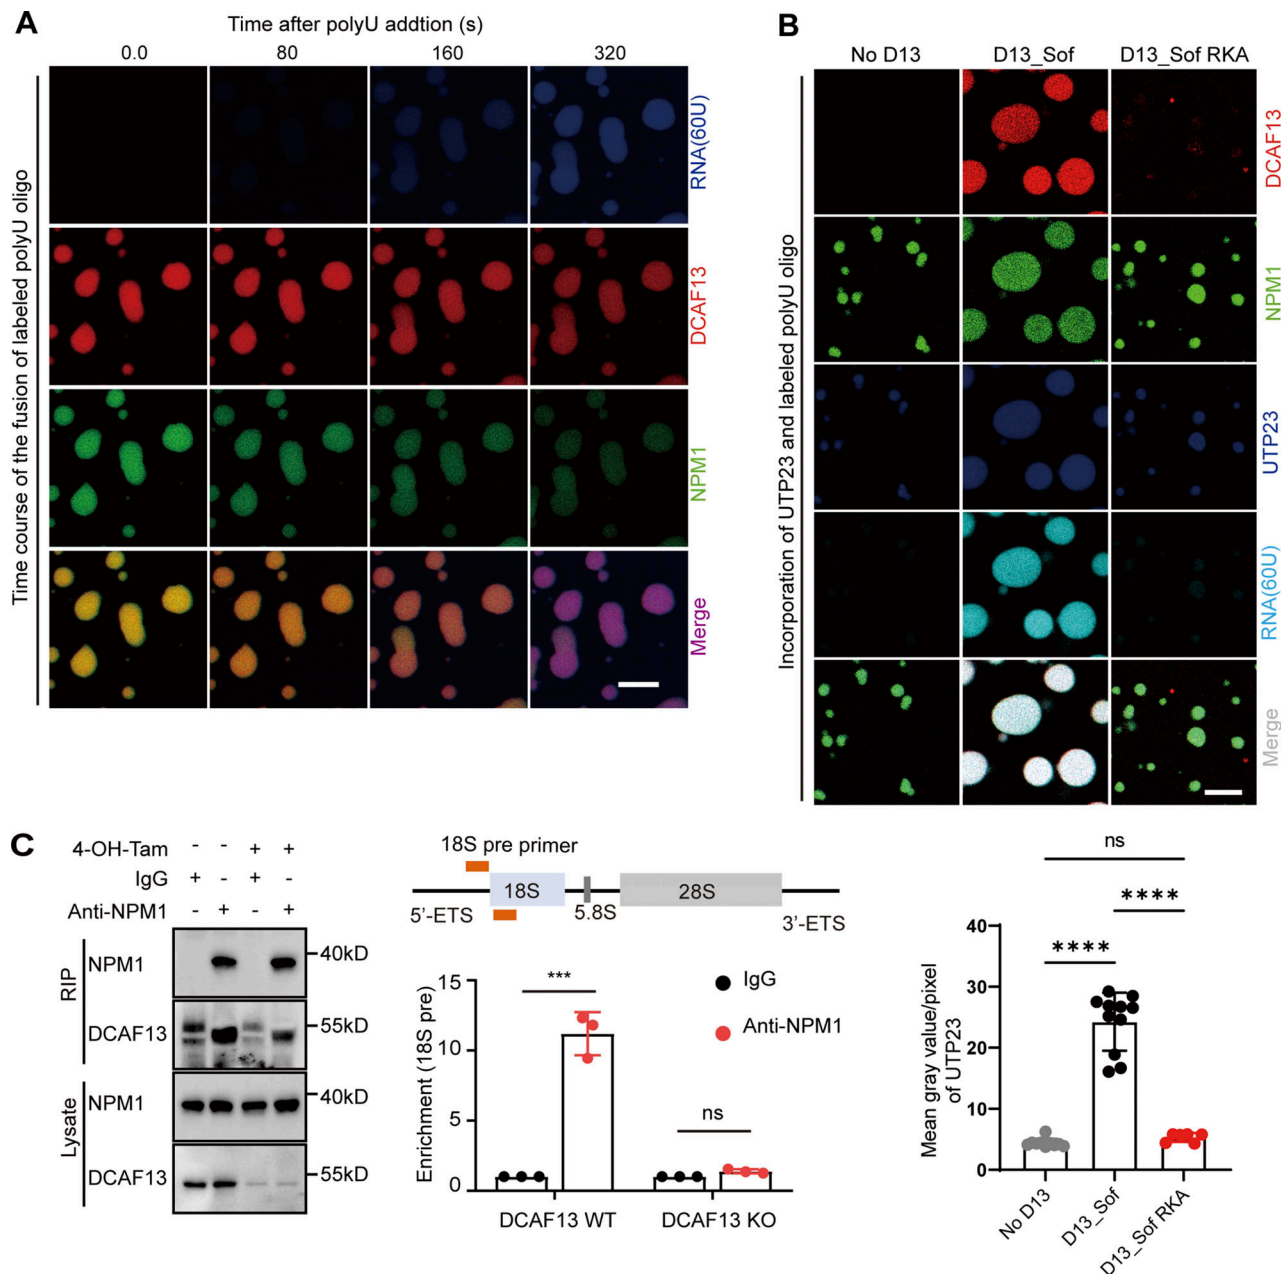 A
Time after polyU addtion (s)
0.0 80 160 320
Time course of the fusion of labeled polyU oligo
RNA(60U)
DCAF13
NPM1
Merge
B
No D13 D13_Sof D13_Sof RKA
Incorporation of UTP23 and labeled polyU oligo
DCAF13
NPM1
UTP23
RNA(60U)
Merge
C
4-OH-Tam - - + +
IgG + - + -
Anti-NPM1 - + - +
RIP
NPM1 40kD
DCAF13 55kD
Lysate
NPM1 40kD
DCAF13 55kD
18S pre primer
18S
28S
5'-ETS
5.8S
3'-ETS
Enrichment (18S pre)
15
10
5
0
***
ns
IgG
Anti-NPM1
DCAF13 WT DCAF13 KO
ns
****
****
Mean gray value/pixel
of UTP23
40
30
20
10
0
No D13
D13_Sof
D13_Sof RKA